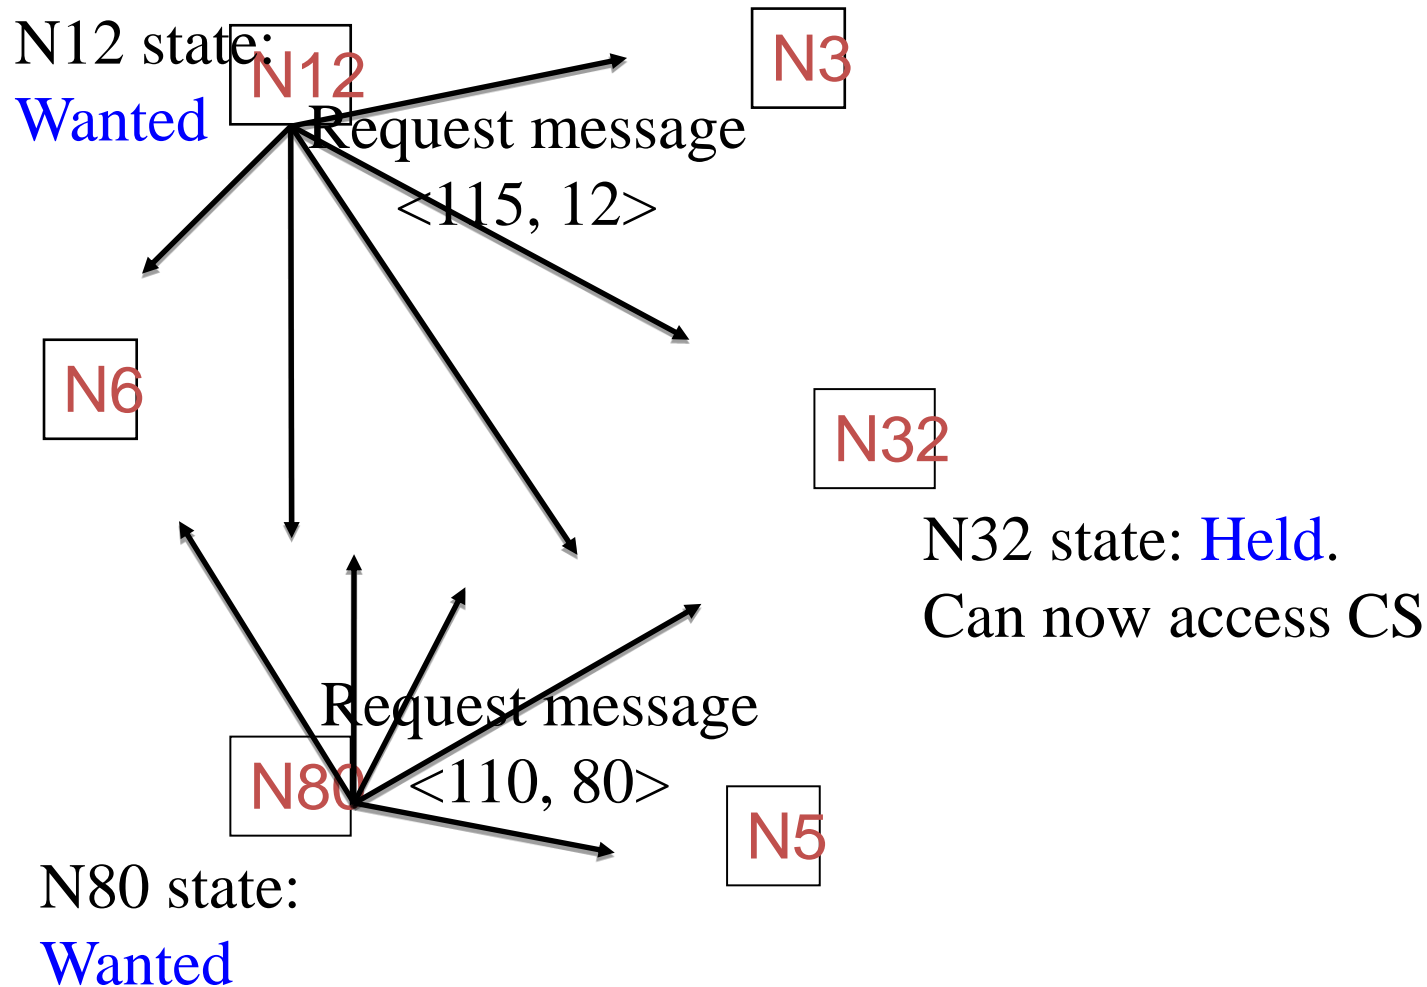 N12 state:
Wanted
N12
N3
Request message
<115, 12>
N6
N32
N32 state: Held.
Can now access CS
Request message
<110, 80>
N80
N5
N80 state:
Wanted